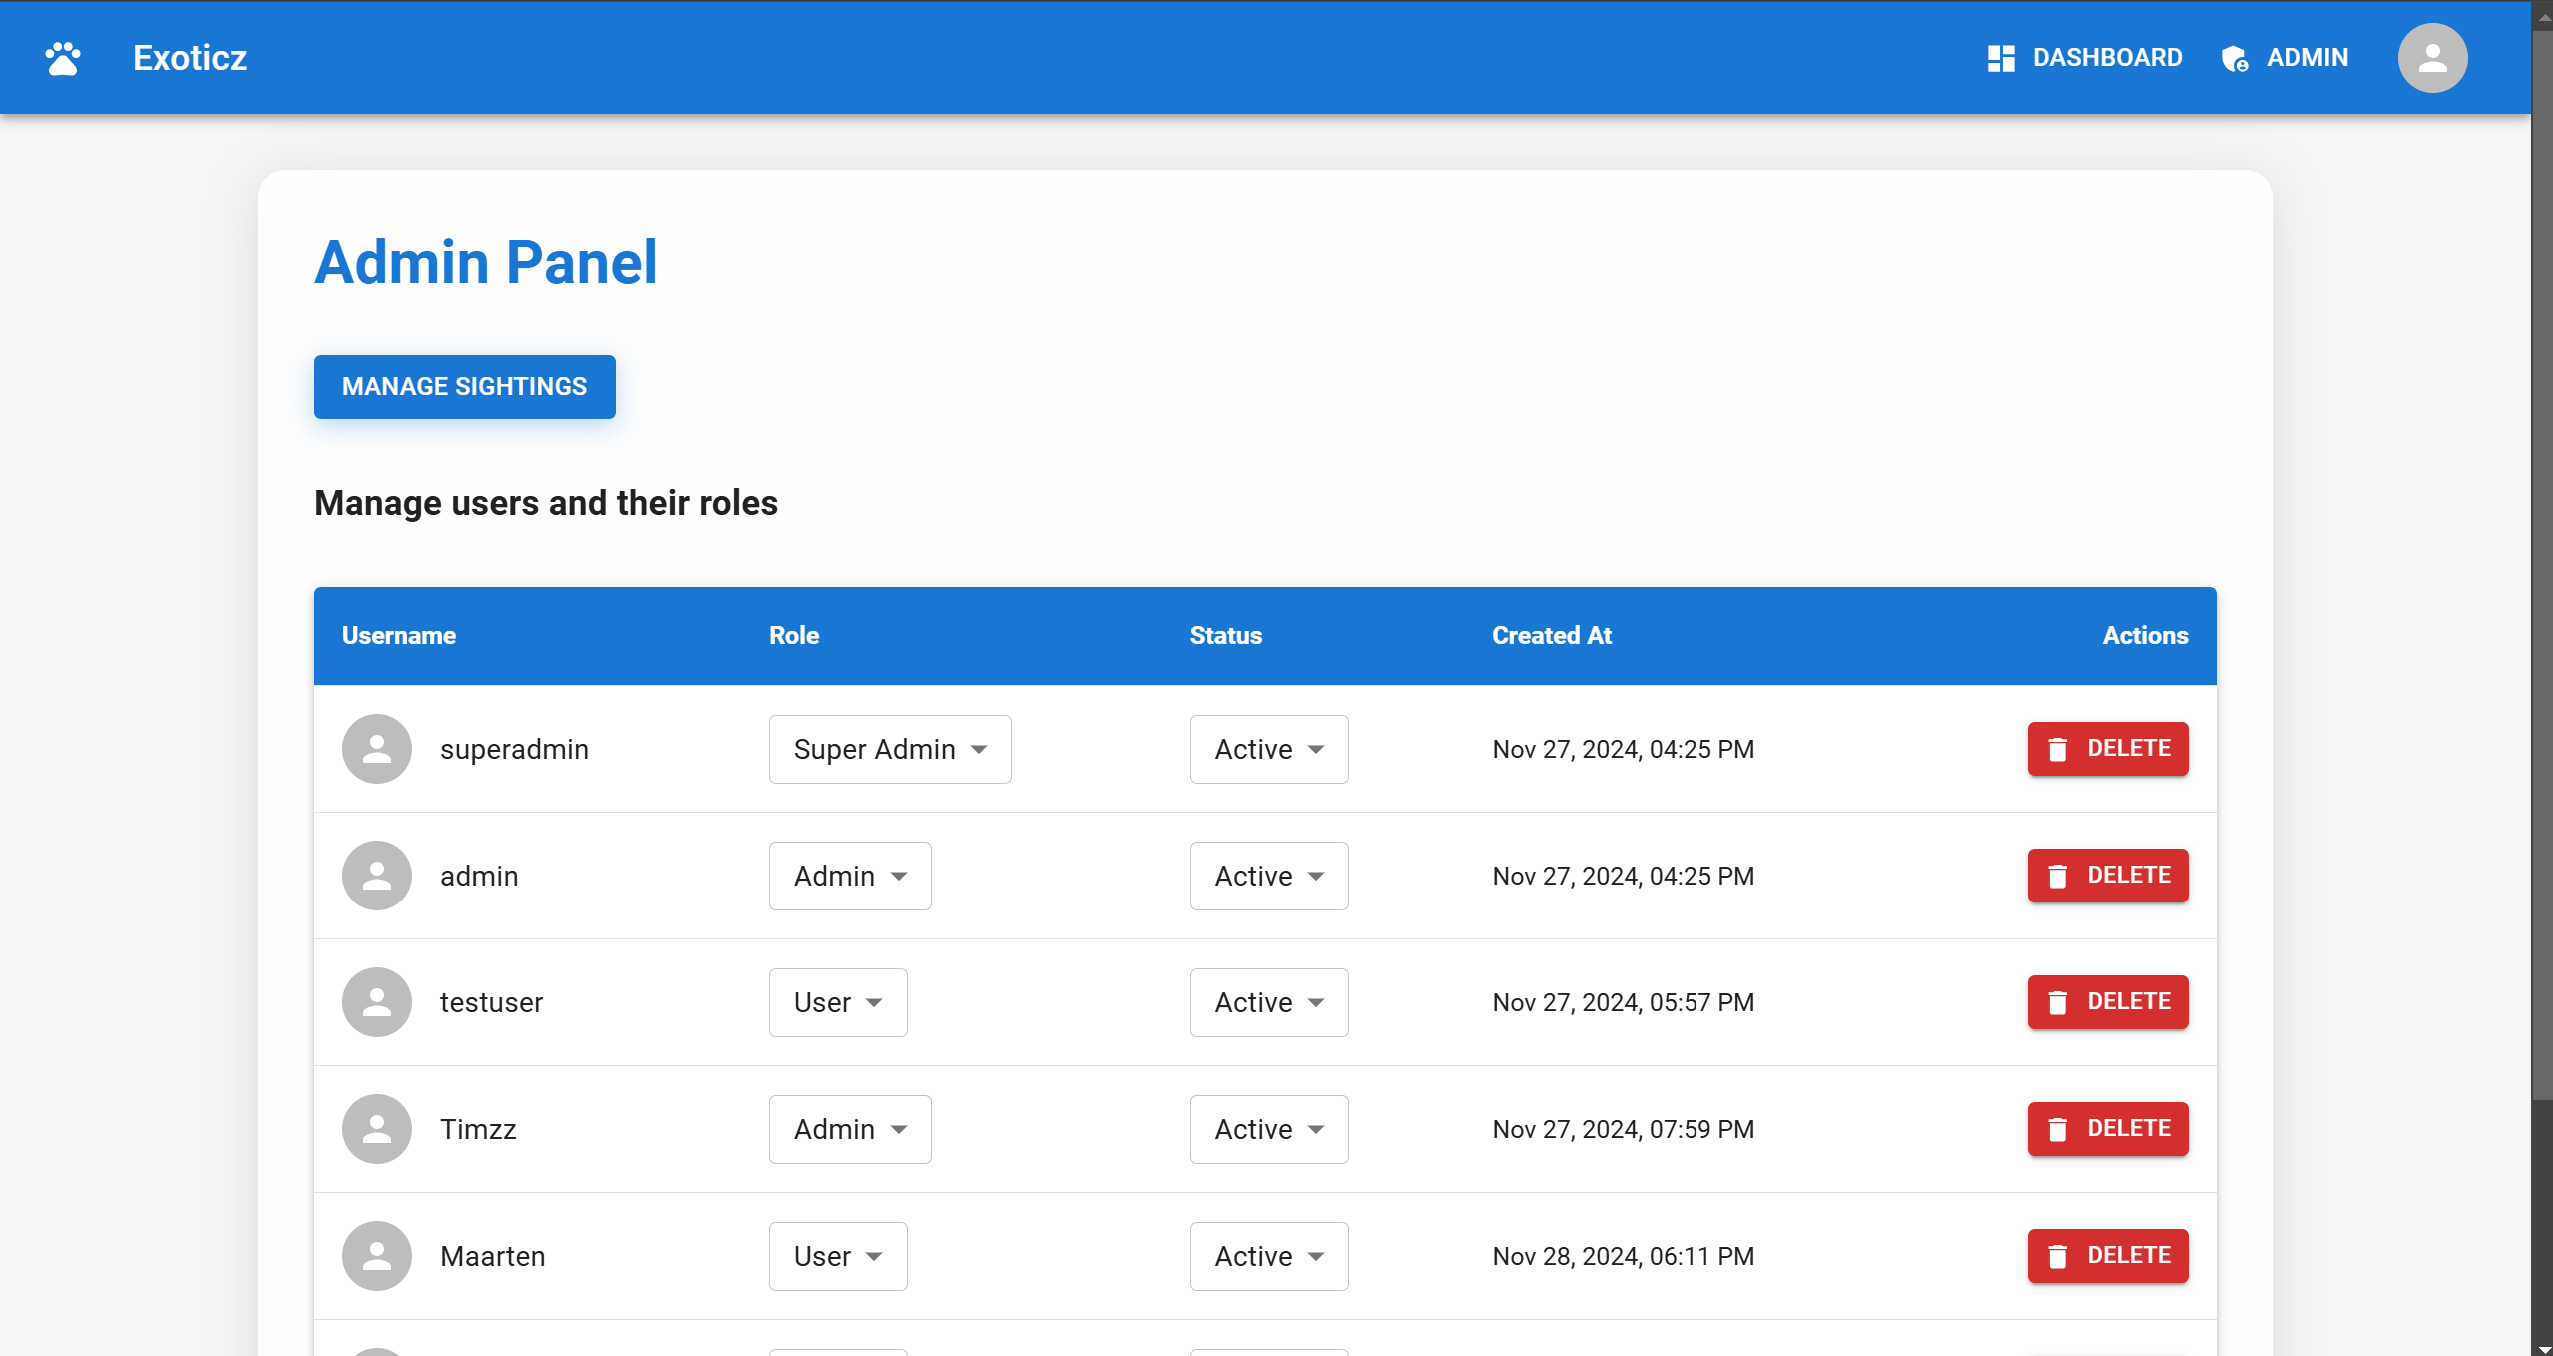 Exoticz DASHBOARD ADMIN
Admin Panel
MANAGE SIGHTINGS
Manage users and their roles
Username Role Status Created At Actions
superadmin Super Admin Active Nov 27, 2024, 04:25 PM DELETE
admin Admin Active Nov 27, 2024, 04:25 PM DELETE
testuser User Active Nov 27, 2024, 05:57 PM DELETE
Timzz Admin Active Nov 27, 2024, 07:59 PM DELETE
Maarten User Active Nov 28, 2024, 06:11 PM DELETE